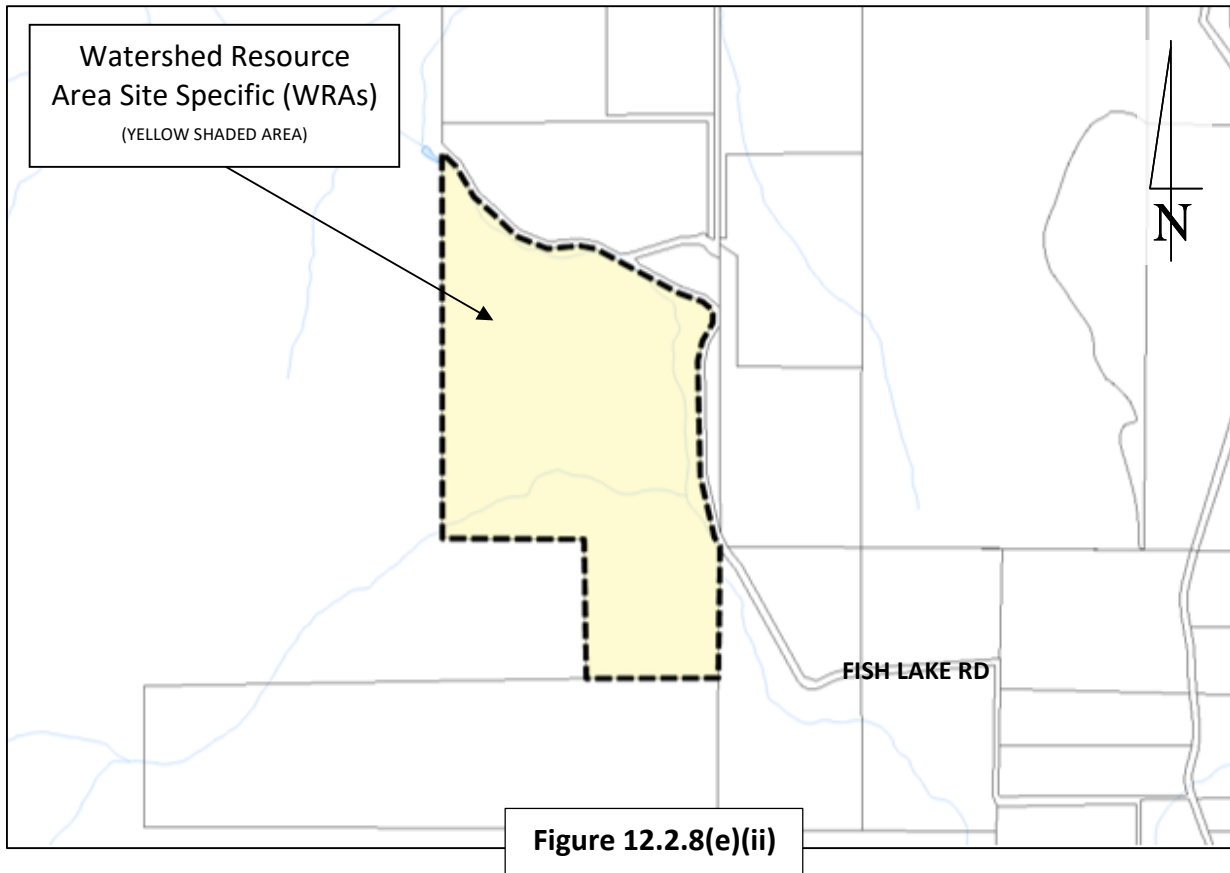 Watershed Resource
Area Site Specific (WRAs)
(YELLOW SHADED AREA)
N
FISH LAKE RD
Figure 12.2.8(e)(ii)